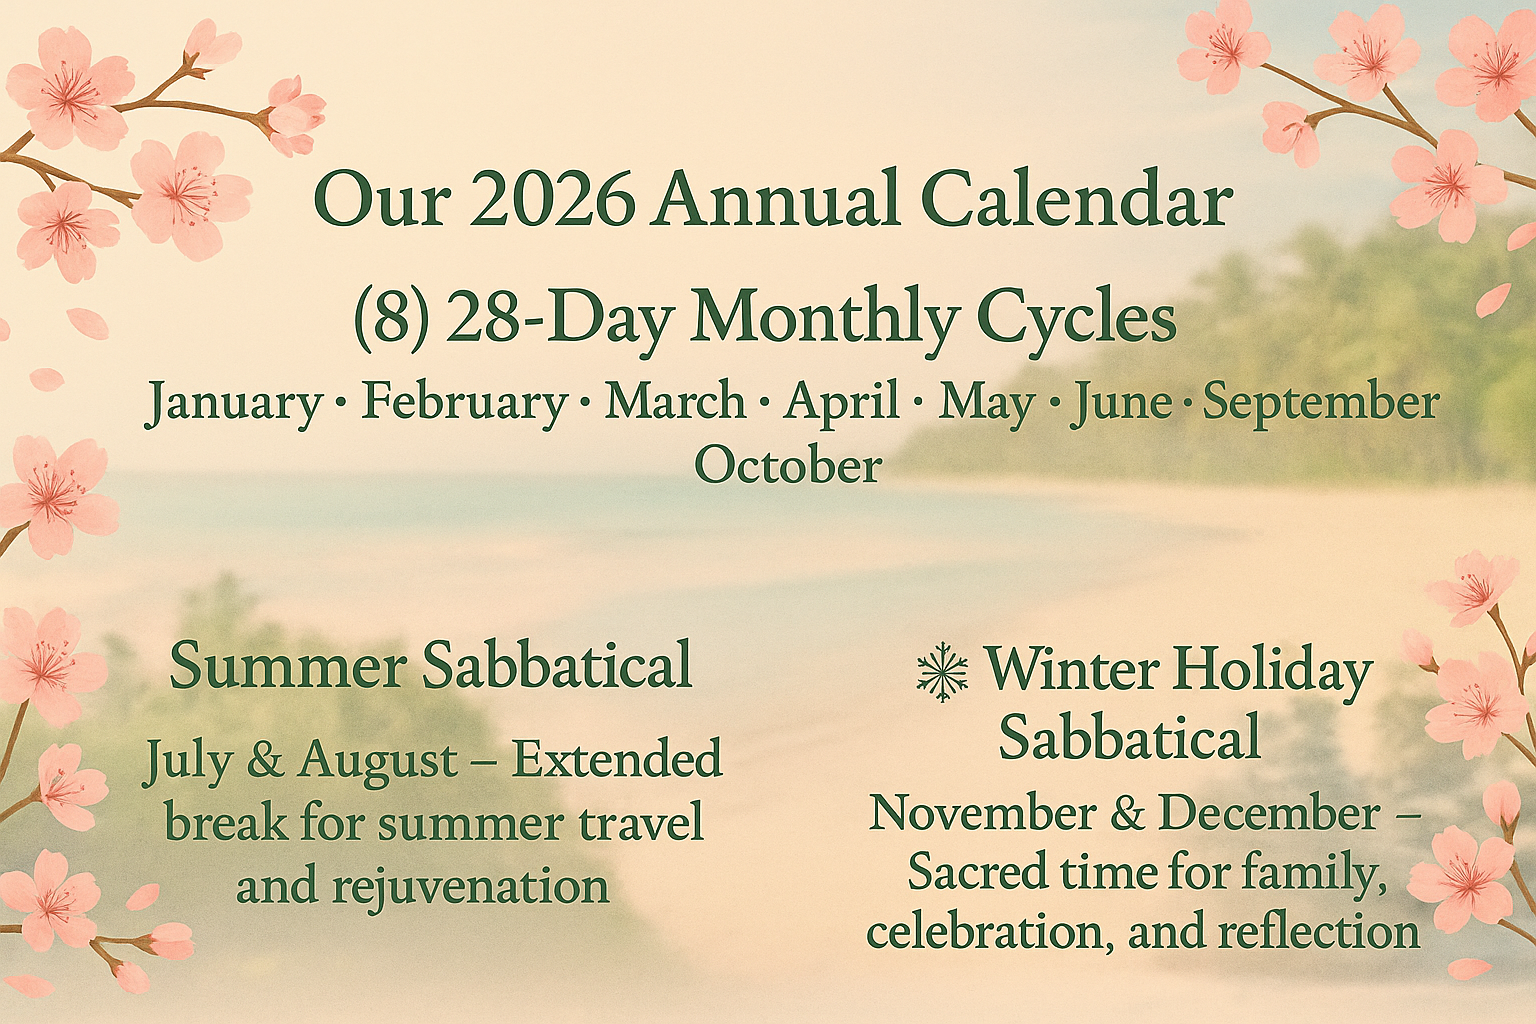 Our 2026 Annual Calendar
(8) 28-Day Monthly Cycles
January · February · March · April · May · June · September
October
Summer Sabbatical
July & August – Extended
break for summer travel
and rejuvenation
Winter Holiday
Sabbatical
November & December –
Sacred time for family,
celebration, and reflection